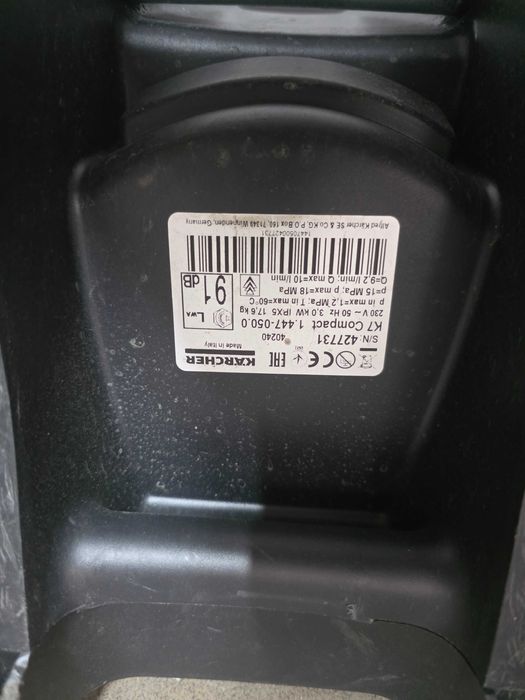 KÄRCHER
Made in Italy
CE EAC
40240
S/N: 427731
K7 Compact 1.447-050.0
230 V ~ 50 Hz 3,0 kW IPX5 17,6 kg
p in max=1,2 MPa; T in max=60°C
p=15 MPa; p max=18 MPa
Q=9,2 l/min; Q max=10 l/min
LWA
91
dB
14470500427731
Alfred Kärcher SE & Co.KG, P.O Box 160, 71349 Winnenden, Germany